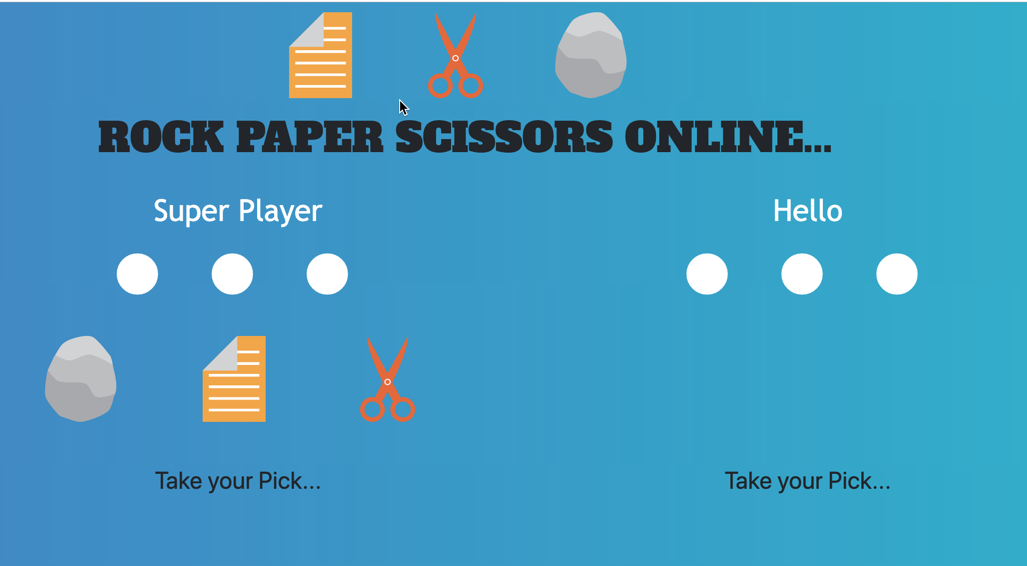 ROCK PAPER SCISSORS ONLINE...
Super Player
Hello
Take your Pick...
Take your Pick...